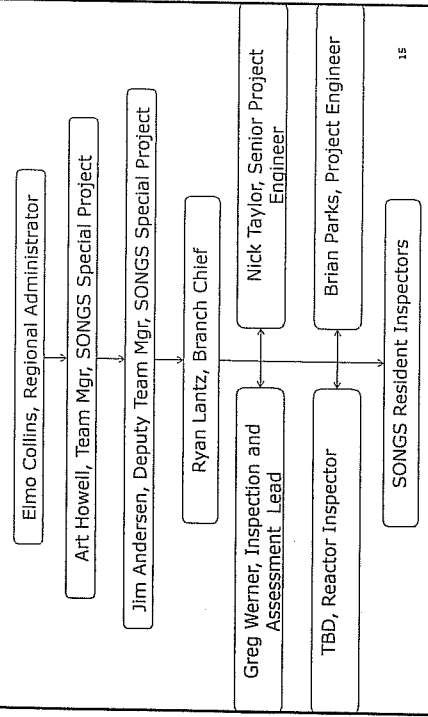 Elmo Collins, Regional Administrator
Art Howell, Team Mgr, SONGS Special Project
Jim Andersen, Deputy Team Mgr, SONGS Special Project
Ryan Lantz, Branch Chief
Greg Werner, Inspection and
Assessment Lead
Nick Taylor, Senior Project
Engineer
TBD, Reactor Inspector
Brian Parks, Project Engineer
SONGS Resident Inspectors
15